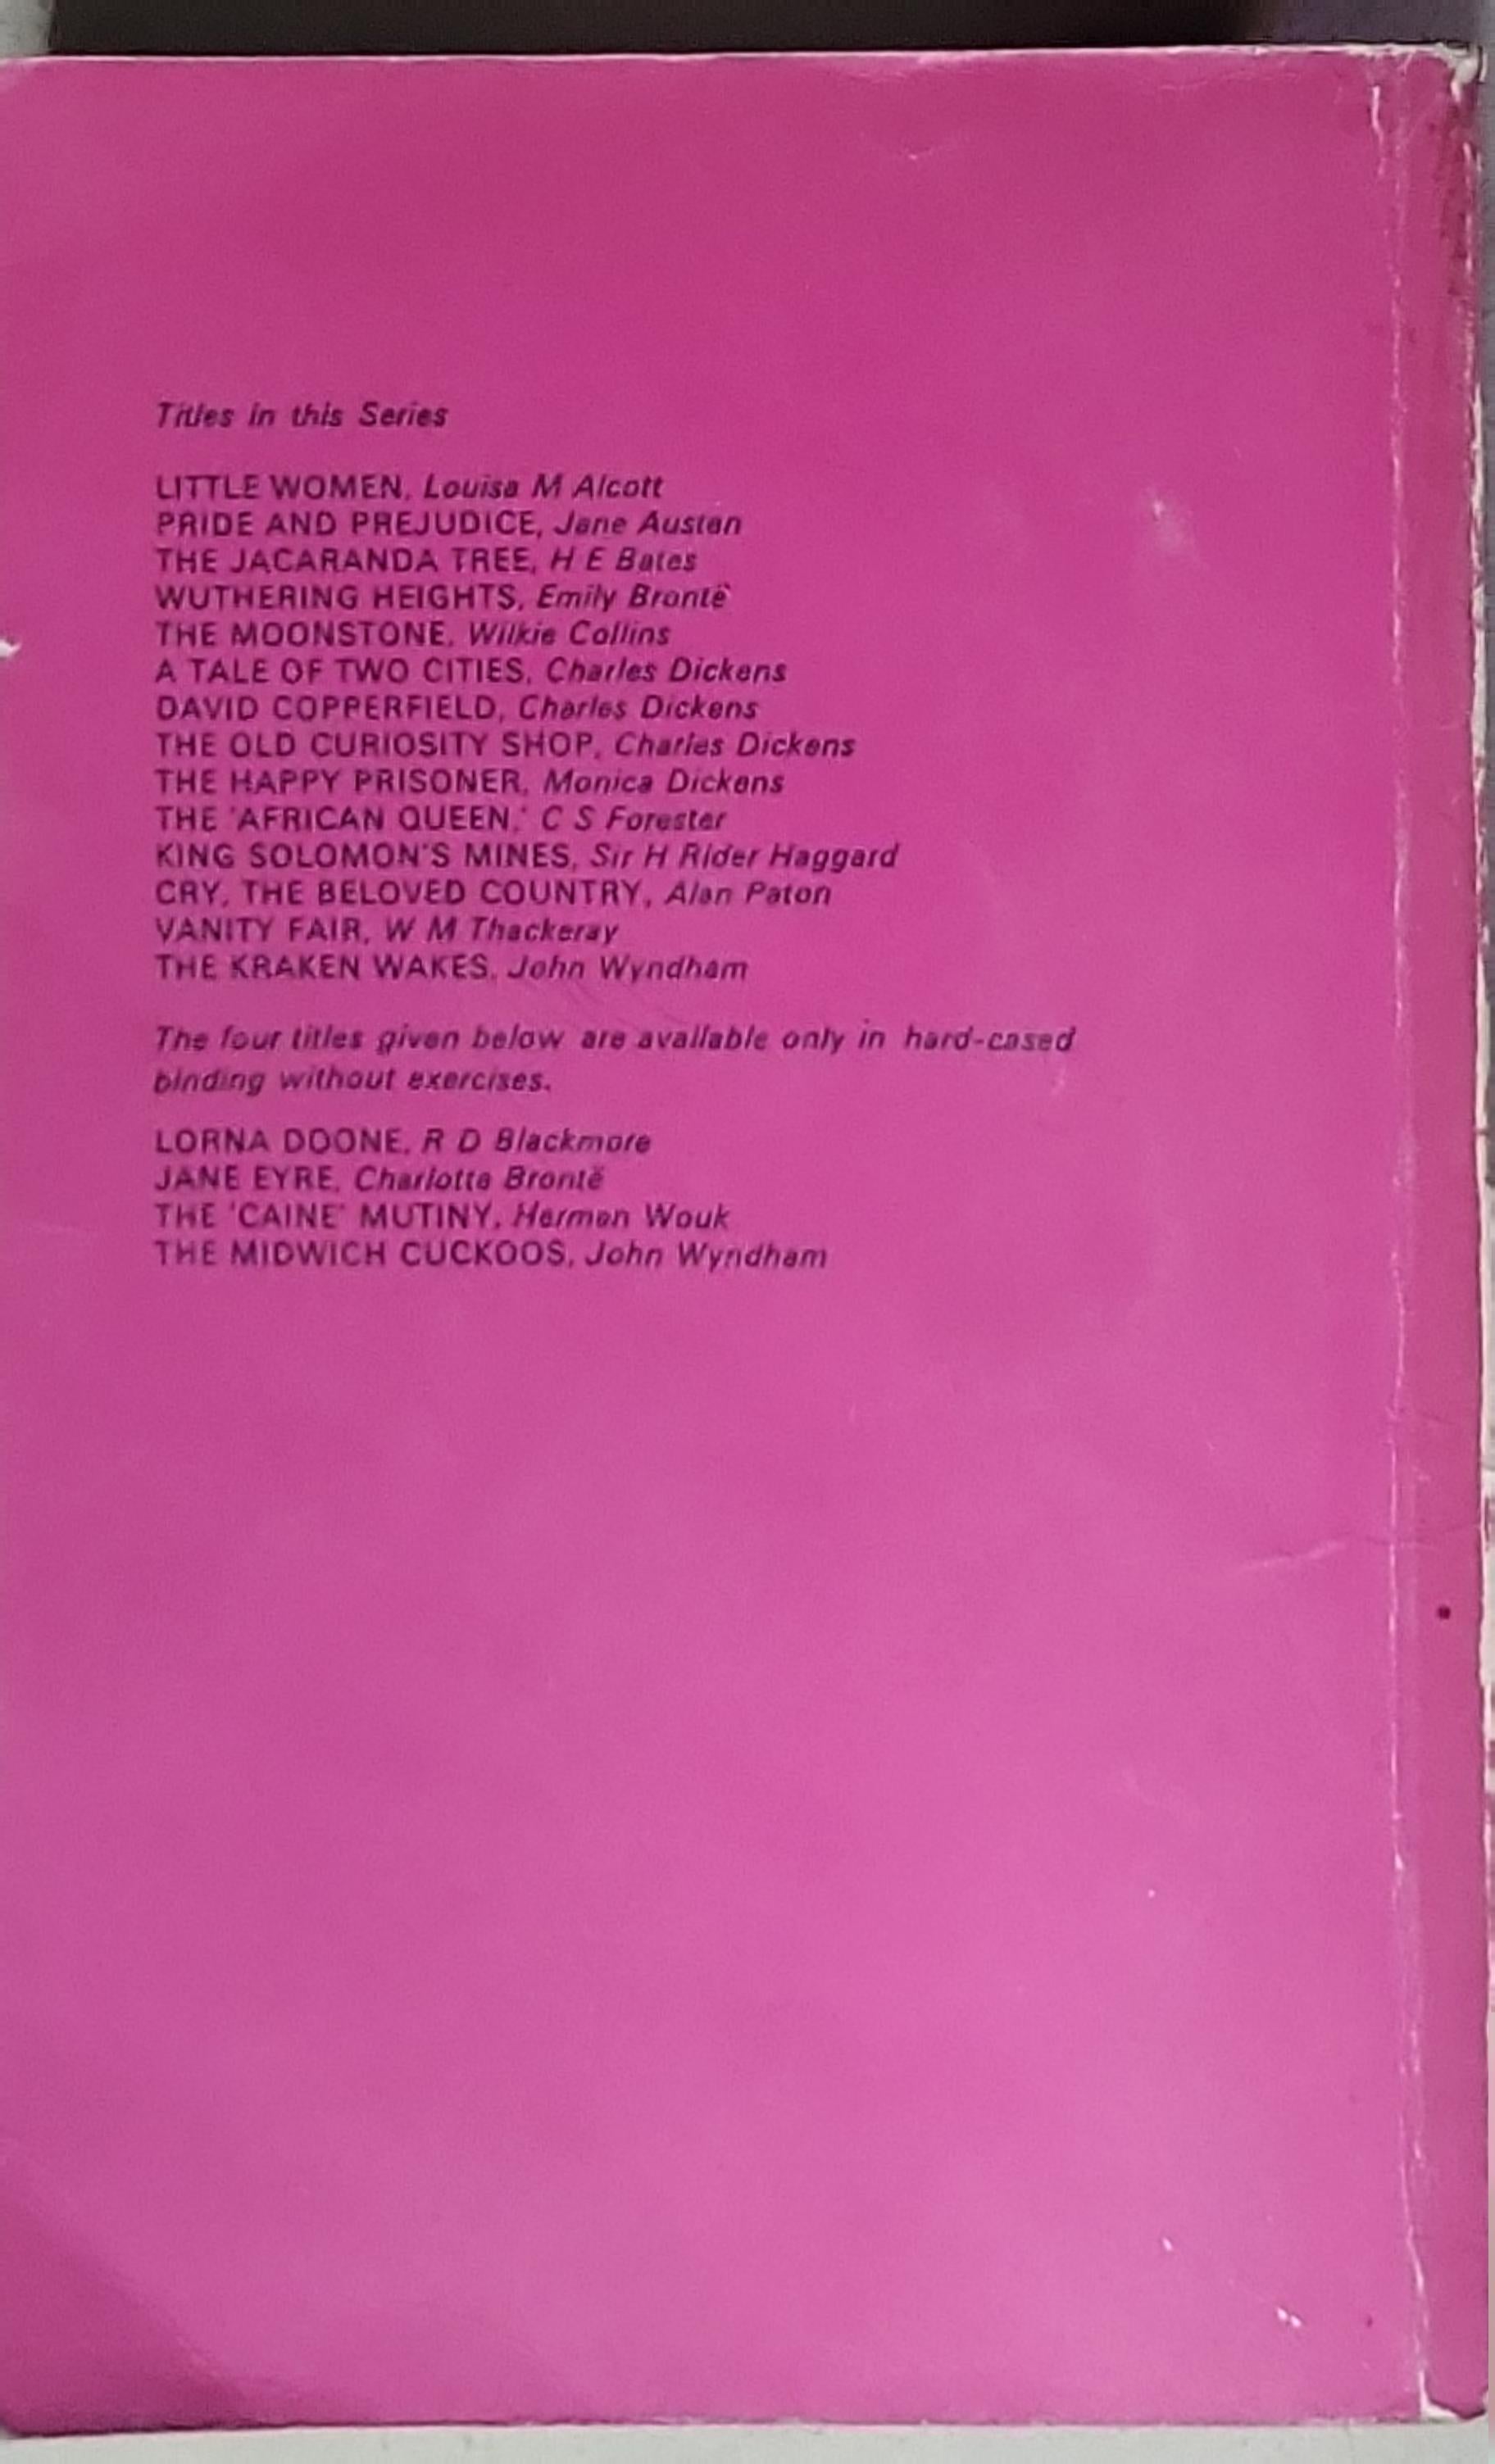 Titles in this Series
LITTLE WOMEN, Louisa M Alcott
PRIDE AND PREJUDICE, Jane Austen
THE JACARANDA TREE, H E Bates
WUTHERING HEIGHTS, Emily Brontë
THE MOONSTONE, Wilkie Collins
A TALE OF TWO CITIES, Charles Dickens
DAVID COPPERFIELD, Charles Dickens
THE OLD CURIOSITY SHOP, Charles Dickens
THE HAPPY PRISONER, Monica Dickens
THE 'AFRICAN QUEEN,' C S Forester
KING SOLOMON'S MINES, Sir H Rider Haggard
CRY, THE BELOVED COUNTRY, Alan Paton
VANITY FAIR, W M Thackeray
THE KRAKEN WAKES, John Wyndham
The four titles given below are available only in hard-cased
binding without exercises.
LORNA DOONE, R D Blackmore
JANE EYRE, Charlotte Brontë
THE 'CAINE' MUTINY, Herman Wouk
THE MIDWICH CUCKOOS, John Wyndham